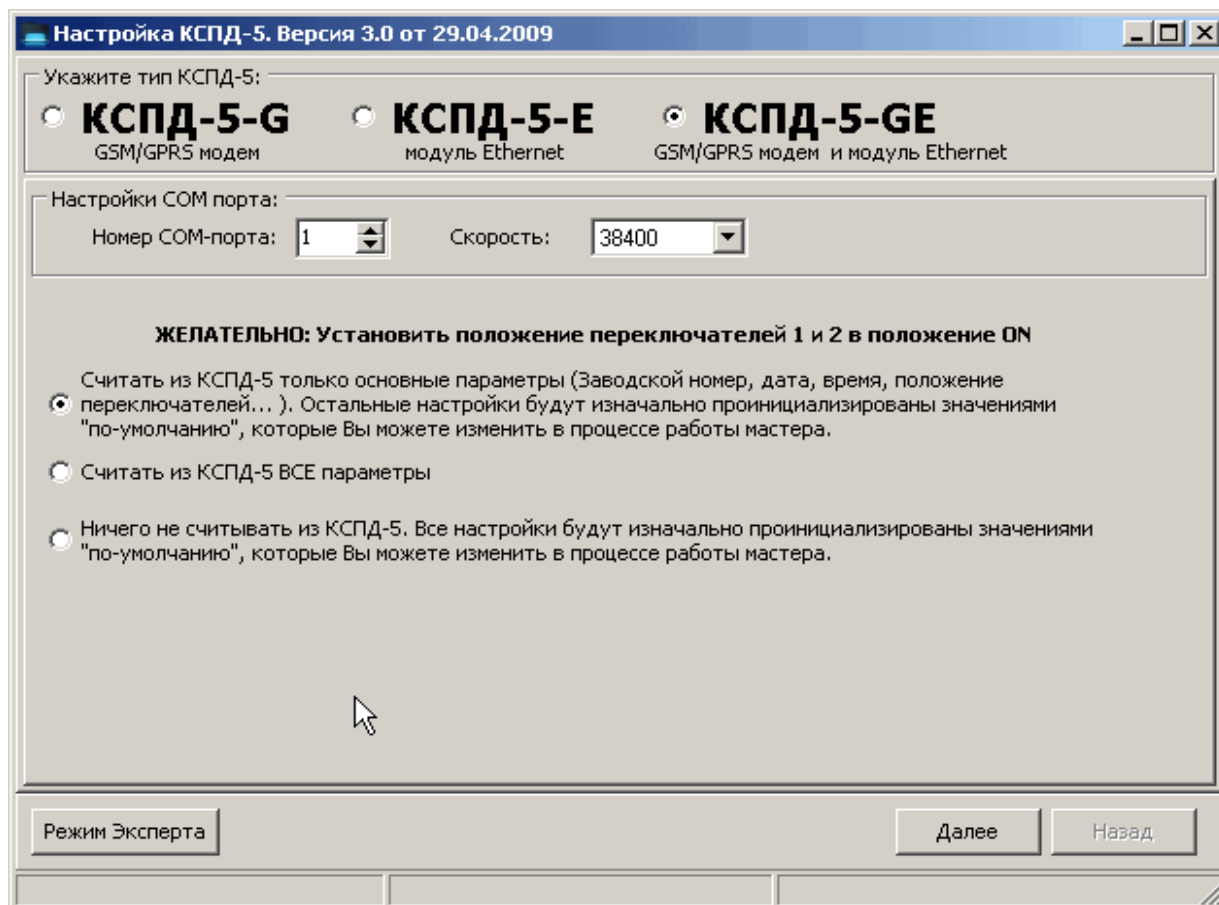 Настройка КСПД-5. Версия 3.0 от 29.04.2009
Укажите тип КСПД-5:
КСПД-5-G КСПД-5-E КСПД-5-GE
GSM/GPRS модем модуль Ethernet GSM/GPRS модем и модуль Ethernet
Настройки COM порта:
Номер COM-порта: 1 Скорость: 38400
ЖЕЛАТЕЛЬНО: Установить положение переключателей 1 и 2 в положение ON
Считать из КСПД-5 только основные параметры (Заводской номер, дата, время, положение
переключателей... ). Остальные настройки будут изначально проинициализированы значениями
"по-умолчанию", которые Вы можете изменить в процессе работы мастера.
Считать из КСПД-5 ВСЕ параметры
Ничего не считывать из КСПД-5. Все настройки будут изначально проинициализированы значениями
"по-умолчанию", которые Вы можете изменить в процессе работы мастера.
Режим Эксперта Далее Назад